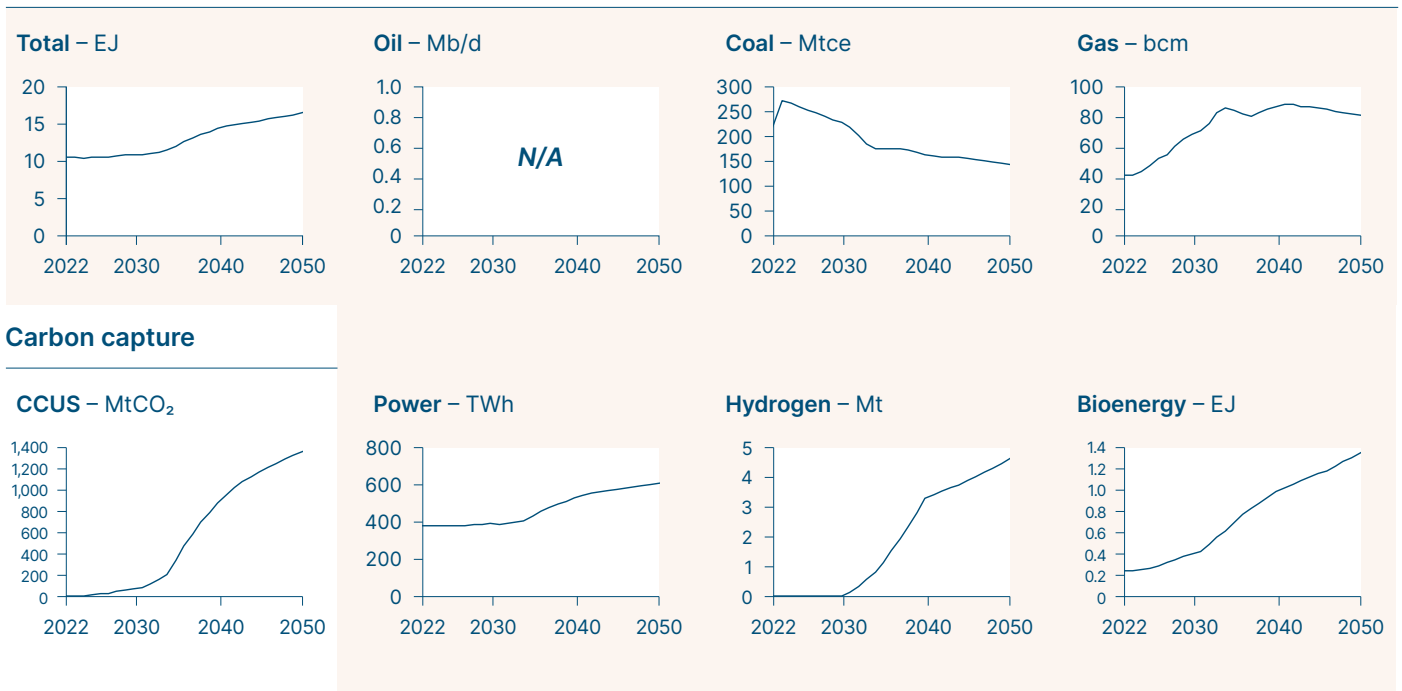 Total – EJ
20
15
10
5
0
2022 2030 2040 2050
Oil – Mb/d
1.0
0.8
0.6
0.4
0.2
0
N/A
2022 2030 2040 2050
Coal – Mtce
300
250
200
150
100
50
0
2022 2030 2040 2050
Gas – bcm
100
80
60
40
20
0
2022 2030 2040 2050
Carbon capture
CCUS – MtCO₂
1,400
1,200
1,000
800
600
400
200
0
2022 2030 2040 2050
Power – TWh
800
600
400
200
0
2022 2030 2040 2050
Hydrogen – Mt
5
4
3
2
1
0
2022 2030 2040 2050
Bioenergy – EJ
1.4
1.2
1.0
0.8
0.6
0.4
0.2
0
2022 2030 2040 2050